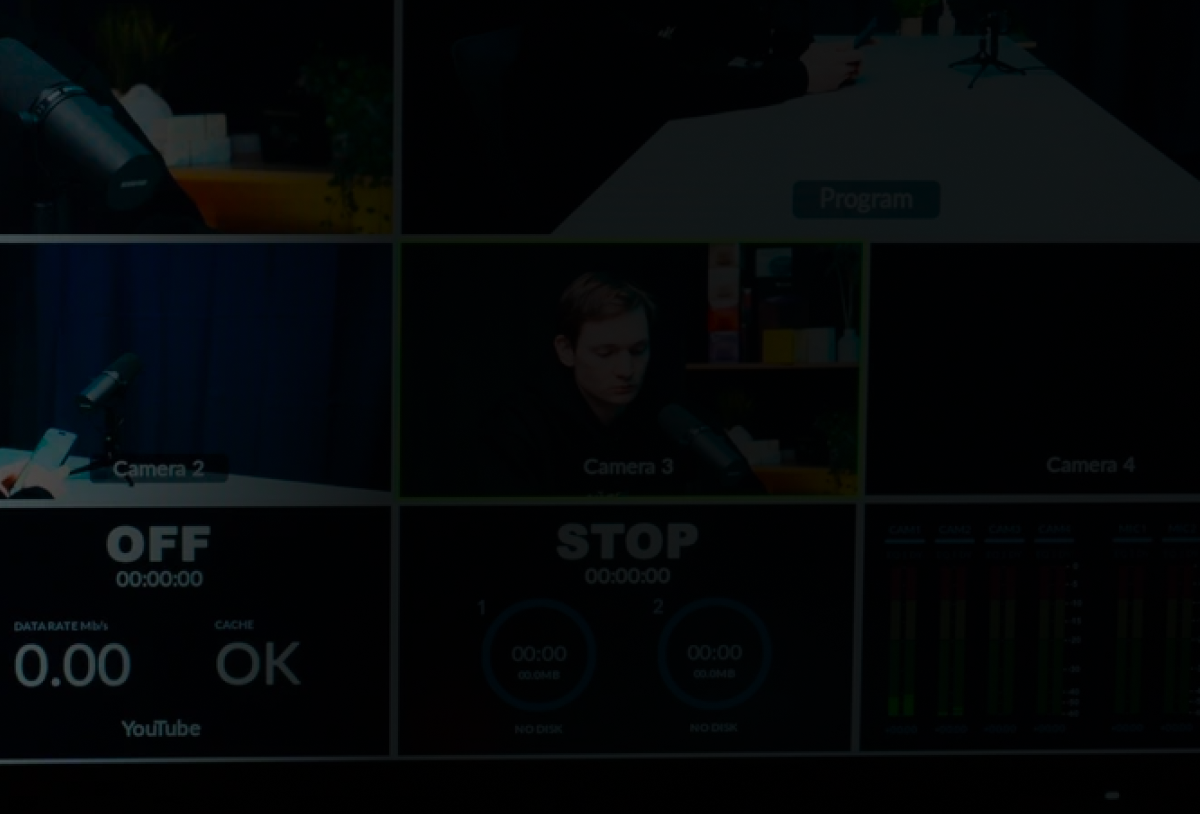 Program
Camera 2
Camera 3
Camera 4
OFF
00:00:00
DATA RATE Mb/s
CACHE
0.00
OK
YouTube
STOP
00:00:00
1
2
00:00
00:00
00.0MB
00.0MB
NO DISK
NO DISK
CAM1 CAM2 CAM3 CAM4